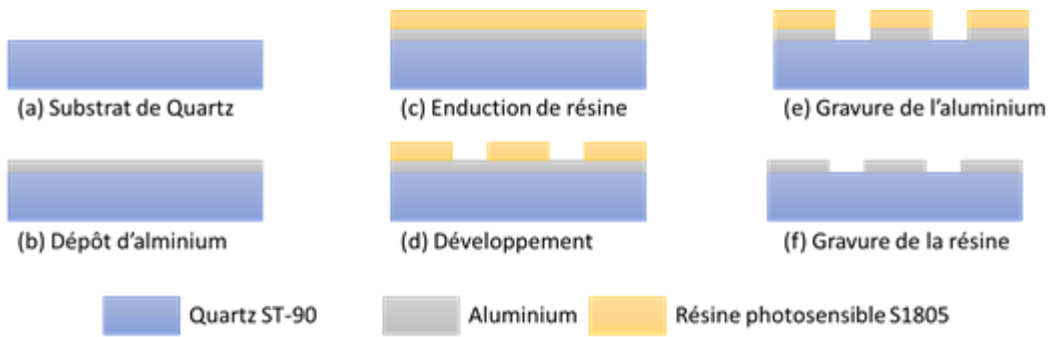 (a) Substrat de Quartz
(c) Enduction de résine
(e) Gravure de l'aluminium
(b) Dépôt d'alminium
(d) Développement
(f) Gravure de la résine
Quartz ST-90
Aluminium
Résine photosensible S1805